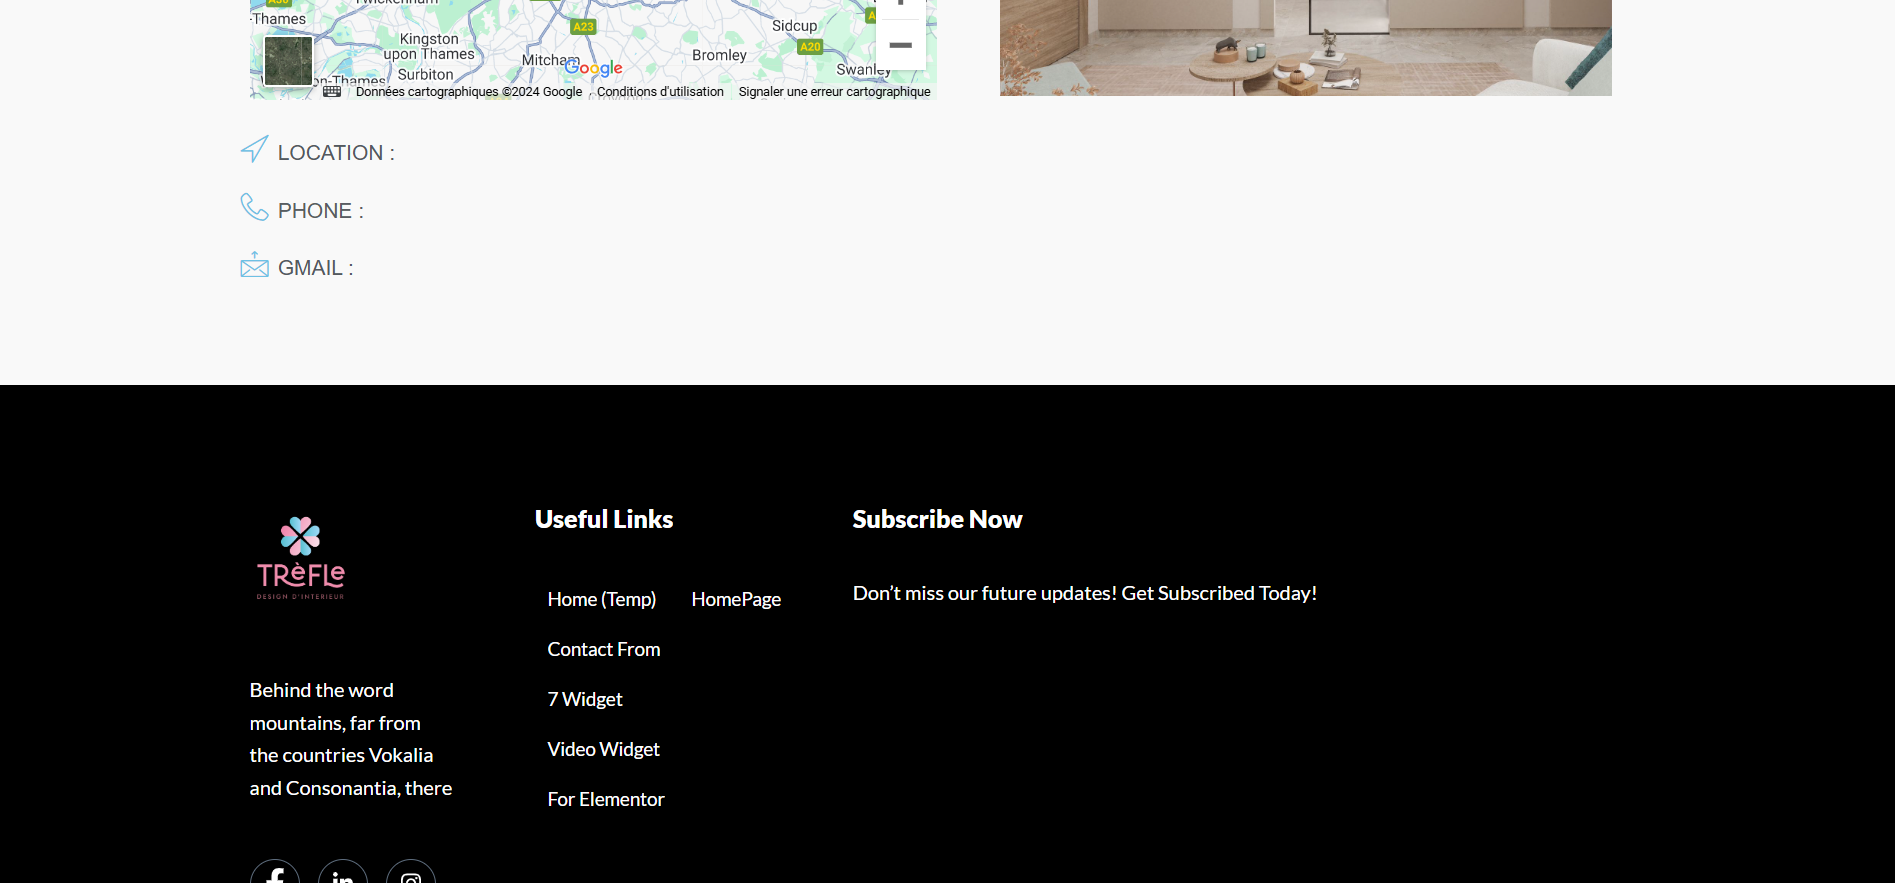 -Thames
A23
Sidcup
Kingston
upon Thames
A20
Mitcham
Bromley
Google
Swanley
Surbiton
on-Thames
Données cartographiques ©2024 Google
Conditions d'utilisation
Signaler une erreur cartographique
LOCATION :
PHONE :
GMAIL :
TRèFLe
DESIGN D'INTERIEUR
Behind the word
mountains, far from
the countries Vokalia
and Consonantia, there
Useful Links
Home (Temp)
HomePage
Contact From
7 Widget
Video Widget
For Elementor
Subscribe Now
Don’t miss our future updates! Get Subscribed Today!